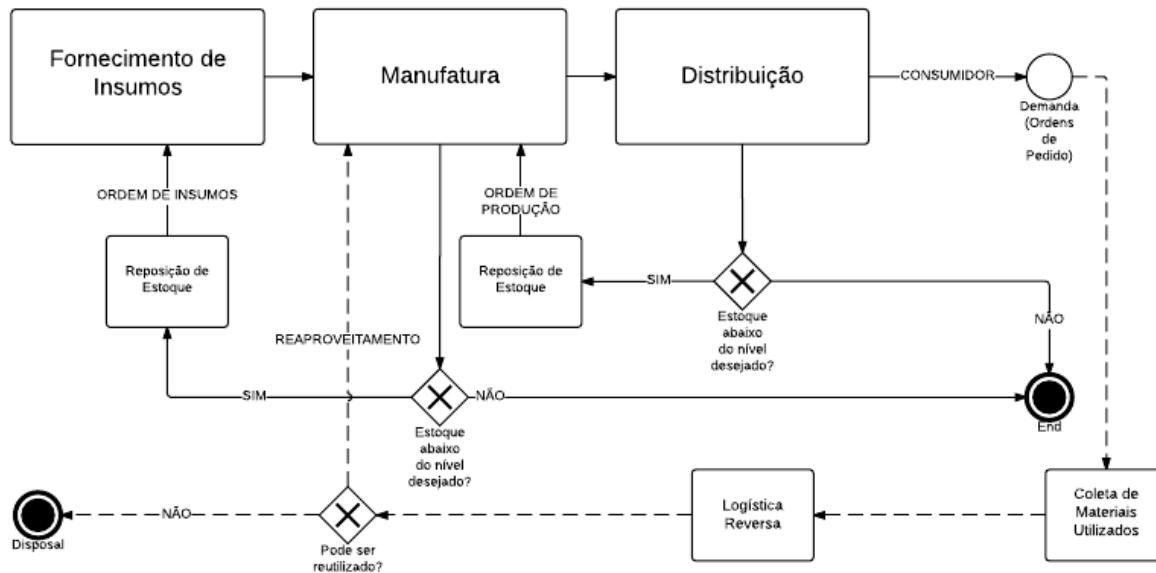 Fornecimento de
Insumos
Manufatura
Distribuição
CONSUMIDOR
Demanda
(Ordens
de
Pedido)
ORDEM DE INSUMOS
ORDEM DE
PRODUÇÃO
Reposição de
Estoque
Reposição de
Estoque
SIM
Estoque
abaixo
do nível
desejado?
NÃO
REAPROVEITAMENTO
SIM
NÃO
Estoque
abaixo
do nível
desejado?
End
Disposal
NÃO
Pode ser
reutilizado?
Logística
Reversa
Coleta de
Materiais
Utilizados